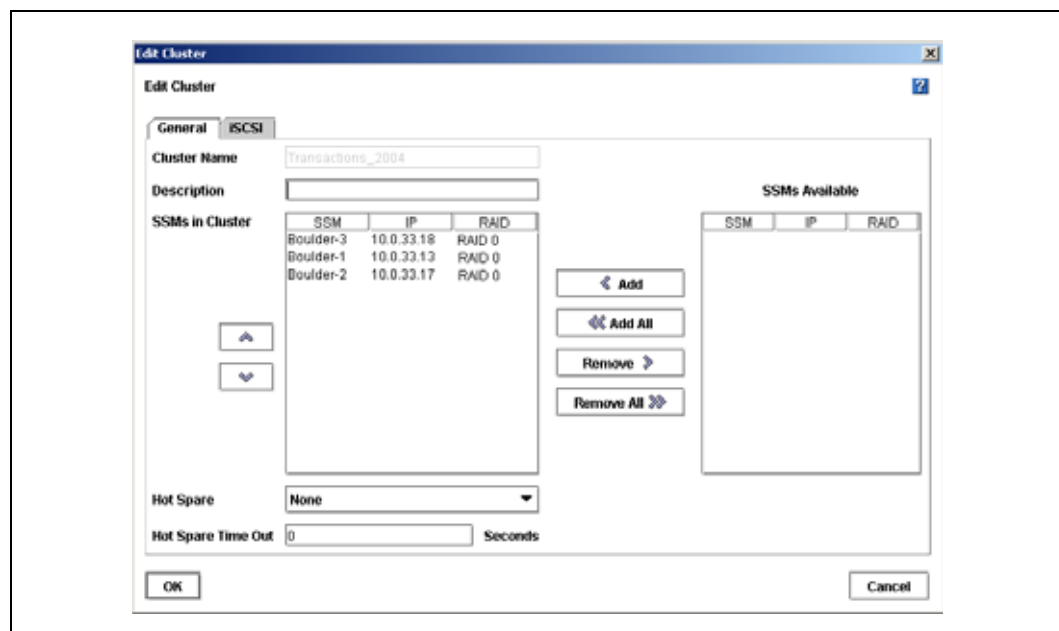 Edit Cluster
Edit Cluster
?
General iSCSI
Cluster Name Transactions_2004
Description
SSMs Available
SSMs in Cluster
SSM IP RAID
SSM IP RAID
Boulder-3 10.0.33.18 RAID 0
Boulder-1 10.0.33.13 RAID 0
Boulder-2 10.0.33.17 RAID 0
Add
Add All
Remove
Remove All
Hot Spare None
Hot Spare Time Out 0 Seconds
OK Cancel